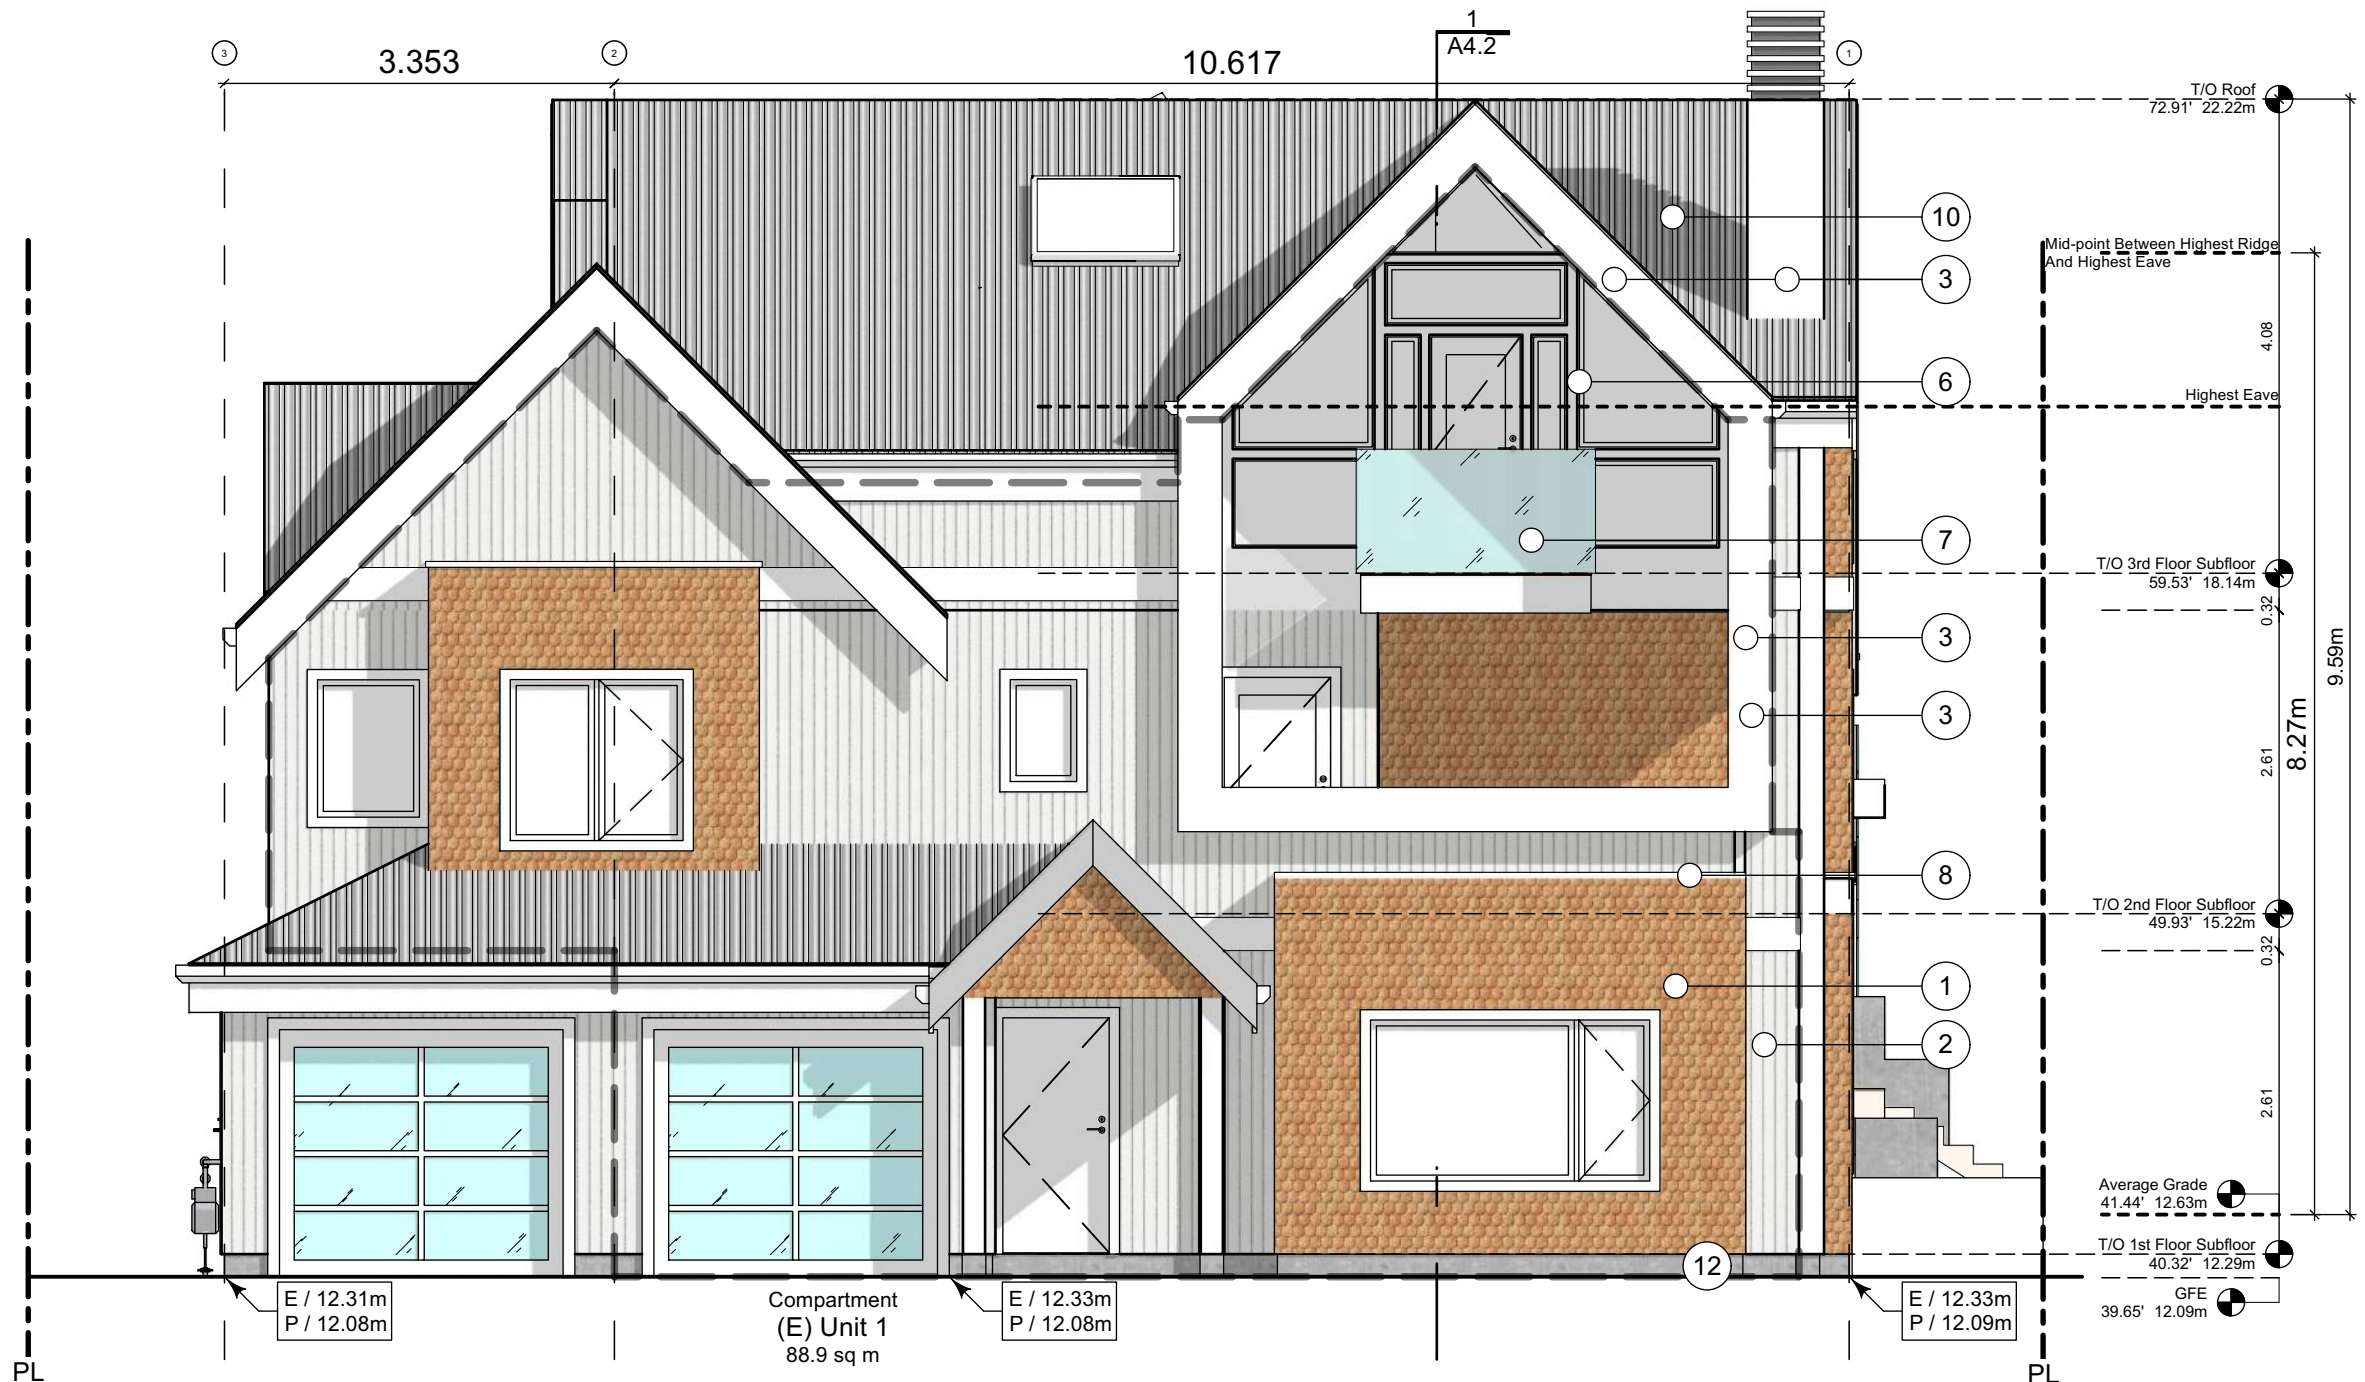 3
3.353
2
10.617
1
A4.2
1
T/O Roof
72.91' 22.22m
10
Mid-point Between Highest Ridge
And Highest Eave
3
4.08
6
Highest Eave
7
T/O 3rd Floor Subfloor
59.53' 18.14m
0.32
3
9.59m
3
2.61
8.27m
8
T/O 2nd Floor Subfloor
49.93' 15.22m
0.32
1
2
2.61
Average Grade
41.44' 12.63m
T/O 1st Floor Subfloor
40.32' 12.29m
12
GFE
39.65' 12.09m
E / 12.31m
P / 12.08m
Compartment
(E) Unit 1
88.9 sq m
E / 12.33m
P / 12.08m
E / 12.33m
P / 12.09m
PL
PL